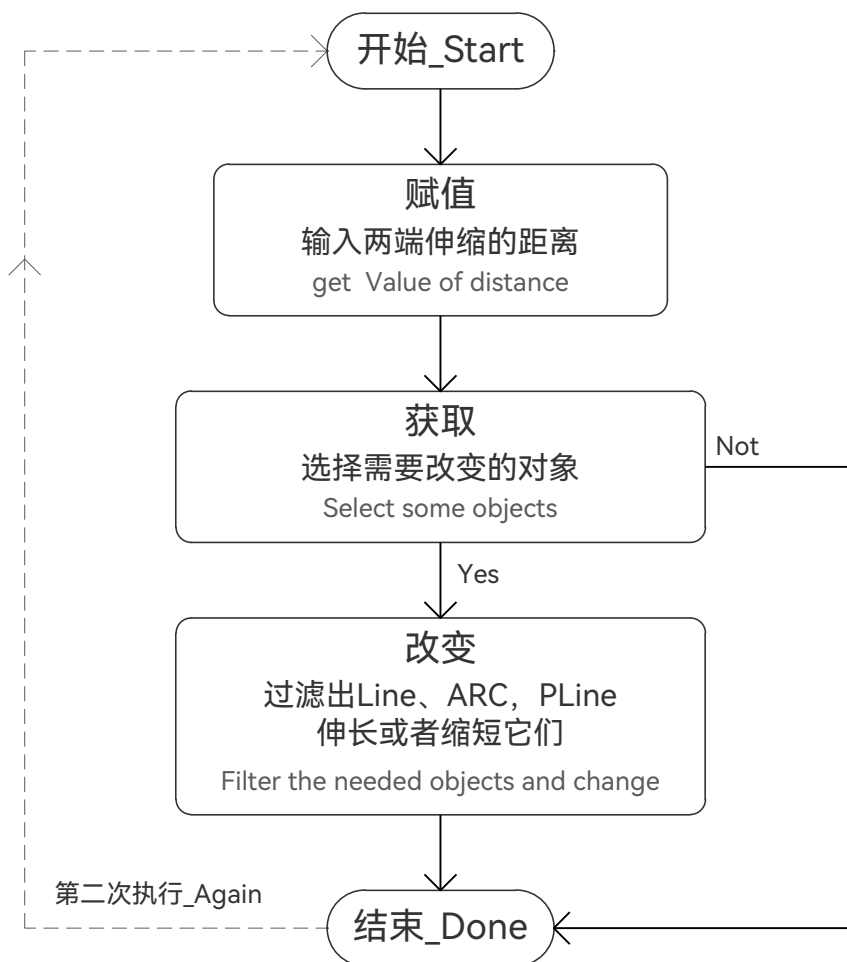 开始_Start
赋值
输入两端伸缩的距离
get Value of distance
获取
选择需要改变的对象
Select some objects
Not
Yes
改变
过滤出Line、ARC，PLine
伸长或者缩短它们
Filter the needed objects and change
第二次执行_Again
结束_Done